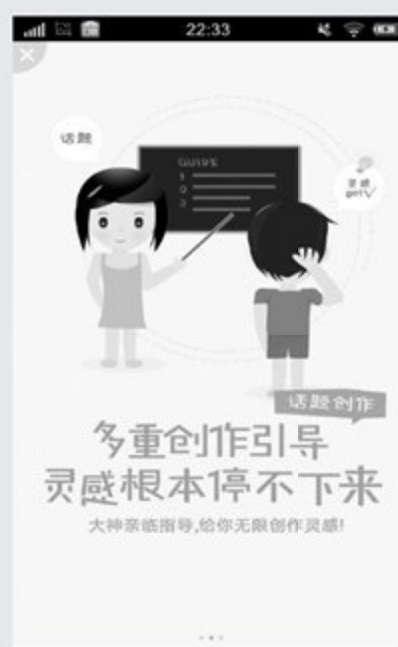 22:33
话题
灵感
get
GUIDE
1
2
3
话题创作
多重创作引导
灵感根本停不下来
大神亲临指导,给你无限创作灵感!